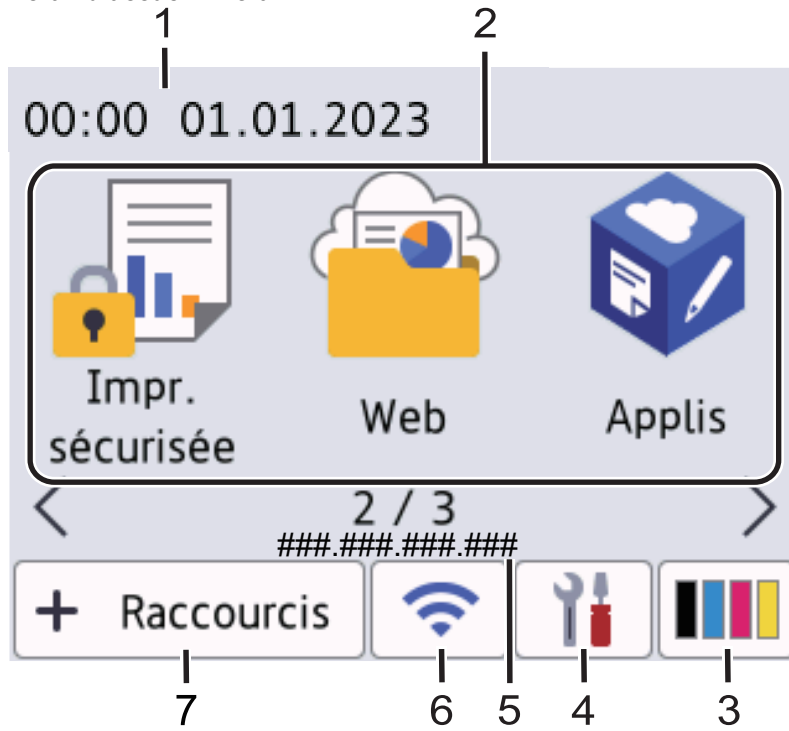 1 2
00:00 01.01.2023
Impr.
sécurisée
Web
Applis
2 / 3
###.###.###.###
+ Raccourcis
7 6 5 4 3